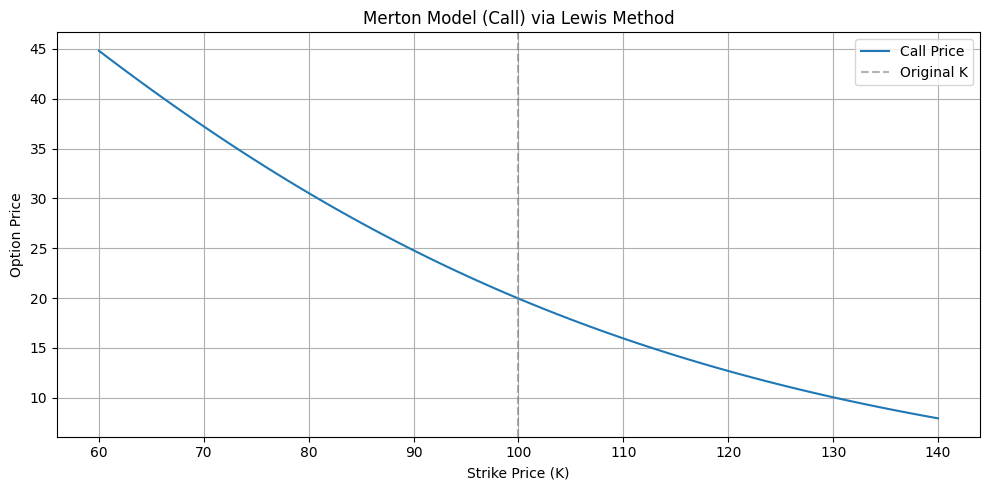 Merton Model (Call) via Lewis Method
Call Price
Original K
45
40
35
30
25
20
15
10
Option Price
60 70 80 90 100 110 120 130 140
Strike Price (K)